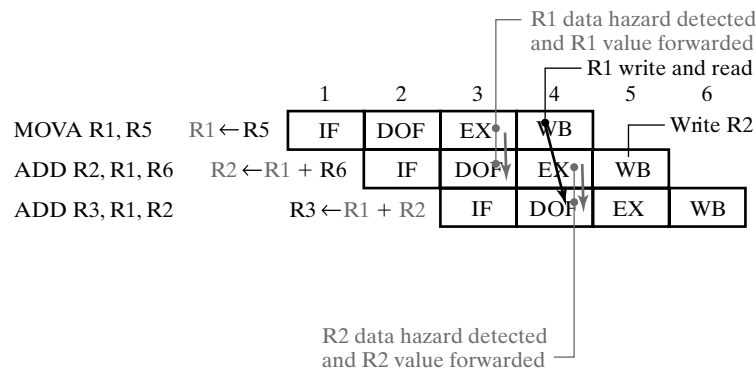 R1 data hazard detected
and R1 value forwarded
R1 write and read
1 2 3 4 5 6
MOVA R1, R5 R1 ← R5 IF DOF EX WB Write R2
ADD R2, R1, R6 R2 ← R1 + R6 IF DOF EX WB
ADD R3, R1, R2 R3 ← R1 + R2 IF DOF EX WB
R2 data hazard detected
and R2 value forwarded